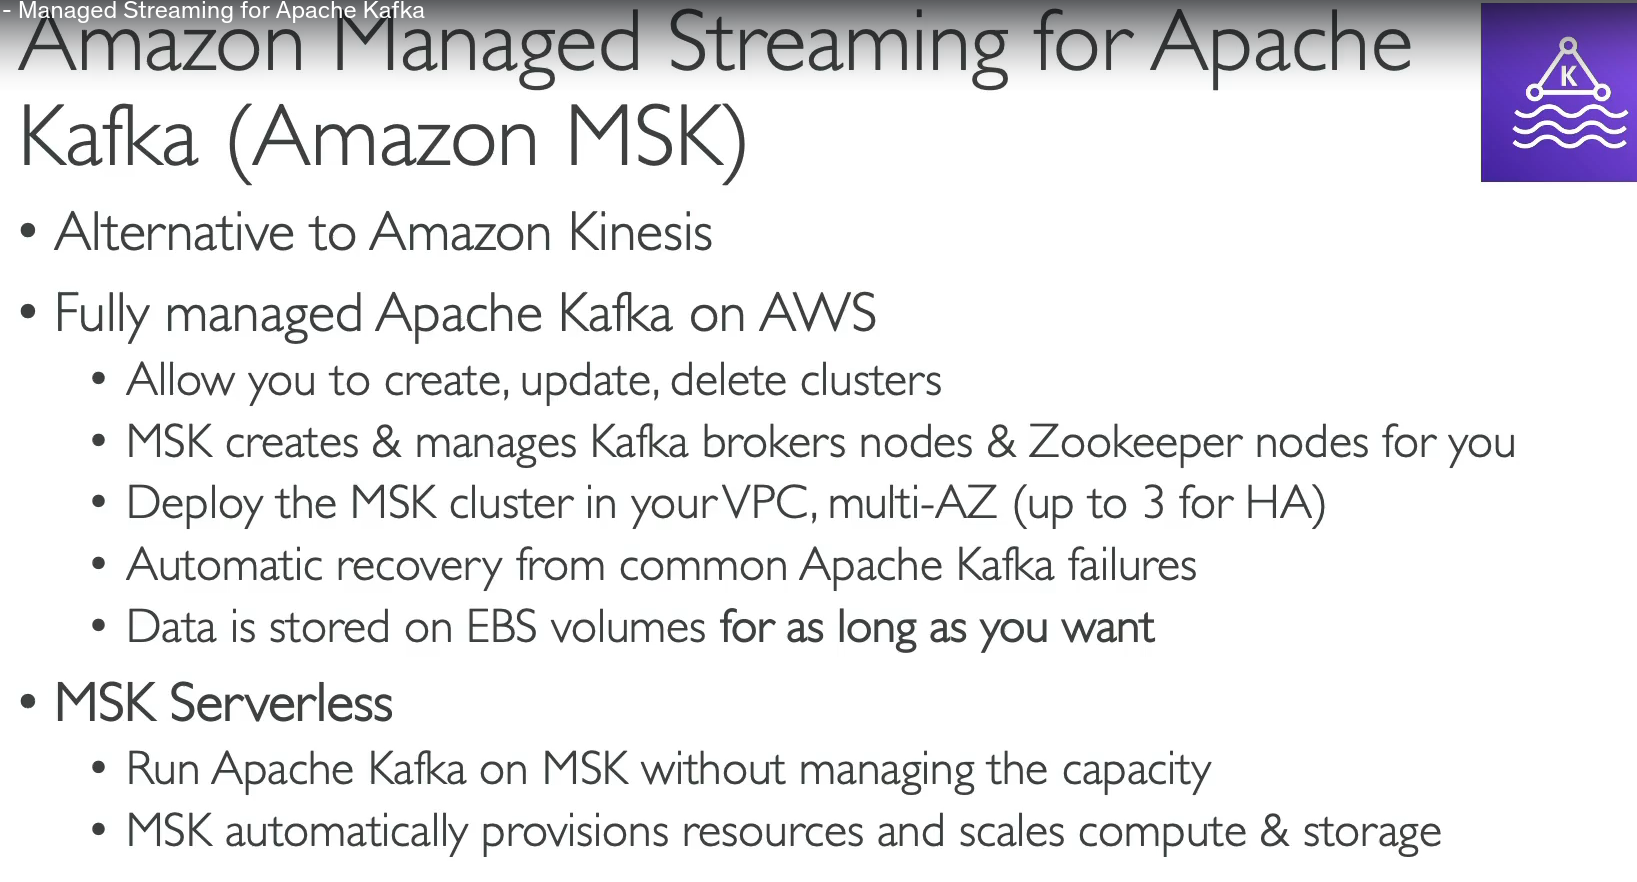 - Managed Streaming for Apache Kafka
Amazon Managed Streaming for Apache
Kafka (Amazon MSK)
K
• Alternative to Amazon Kinesis
• Fully managed Apache Kafka on AWS
• Allow you to create, update, delete clusters
• MSK creates & manages Kafka brokers nodes & Zookeeper nodes for you
• Deploy the MSK cluster in your VPC, multi-AZ (up to 3 for HA)
• Automatic recovery from common Apache Kafka failures
• Data is stored on EBS volumes for as long as you want
• MSK Serverless
• Run Apache Kafka on MSK without managing the capacity
• MSK automatically provisions resources and scales compute & storage